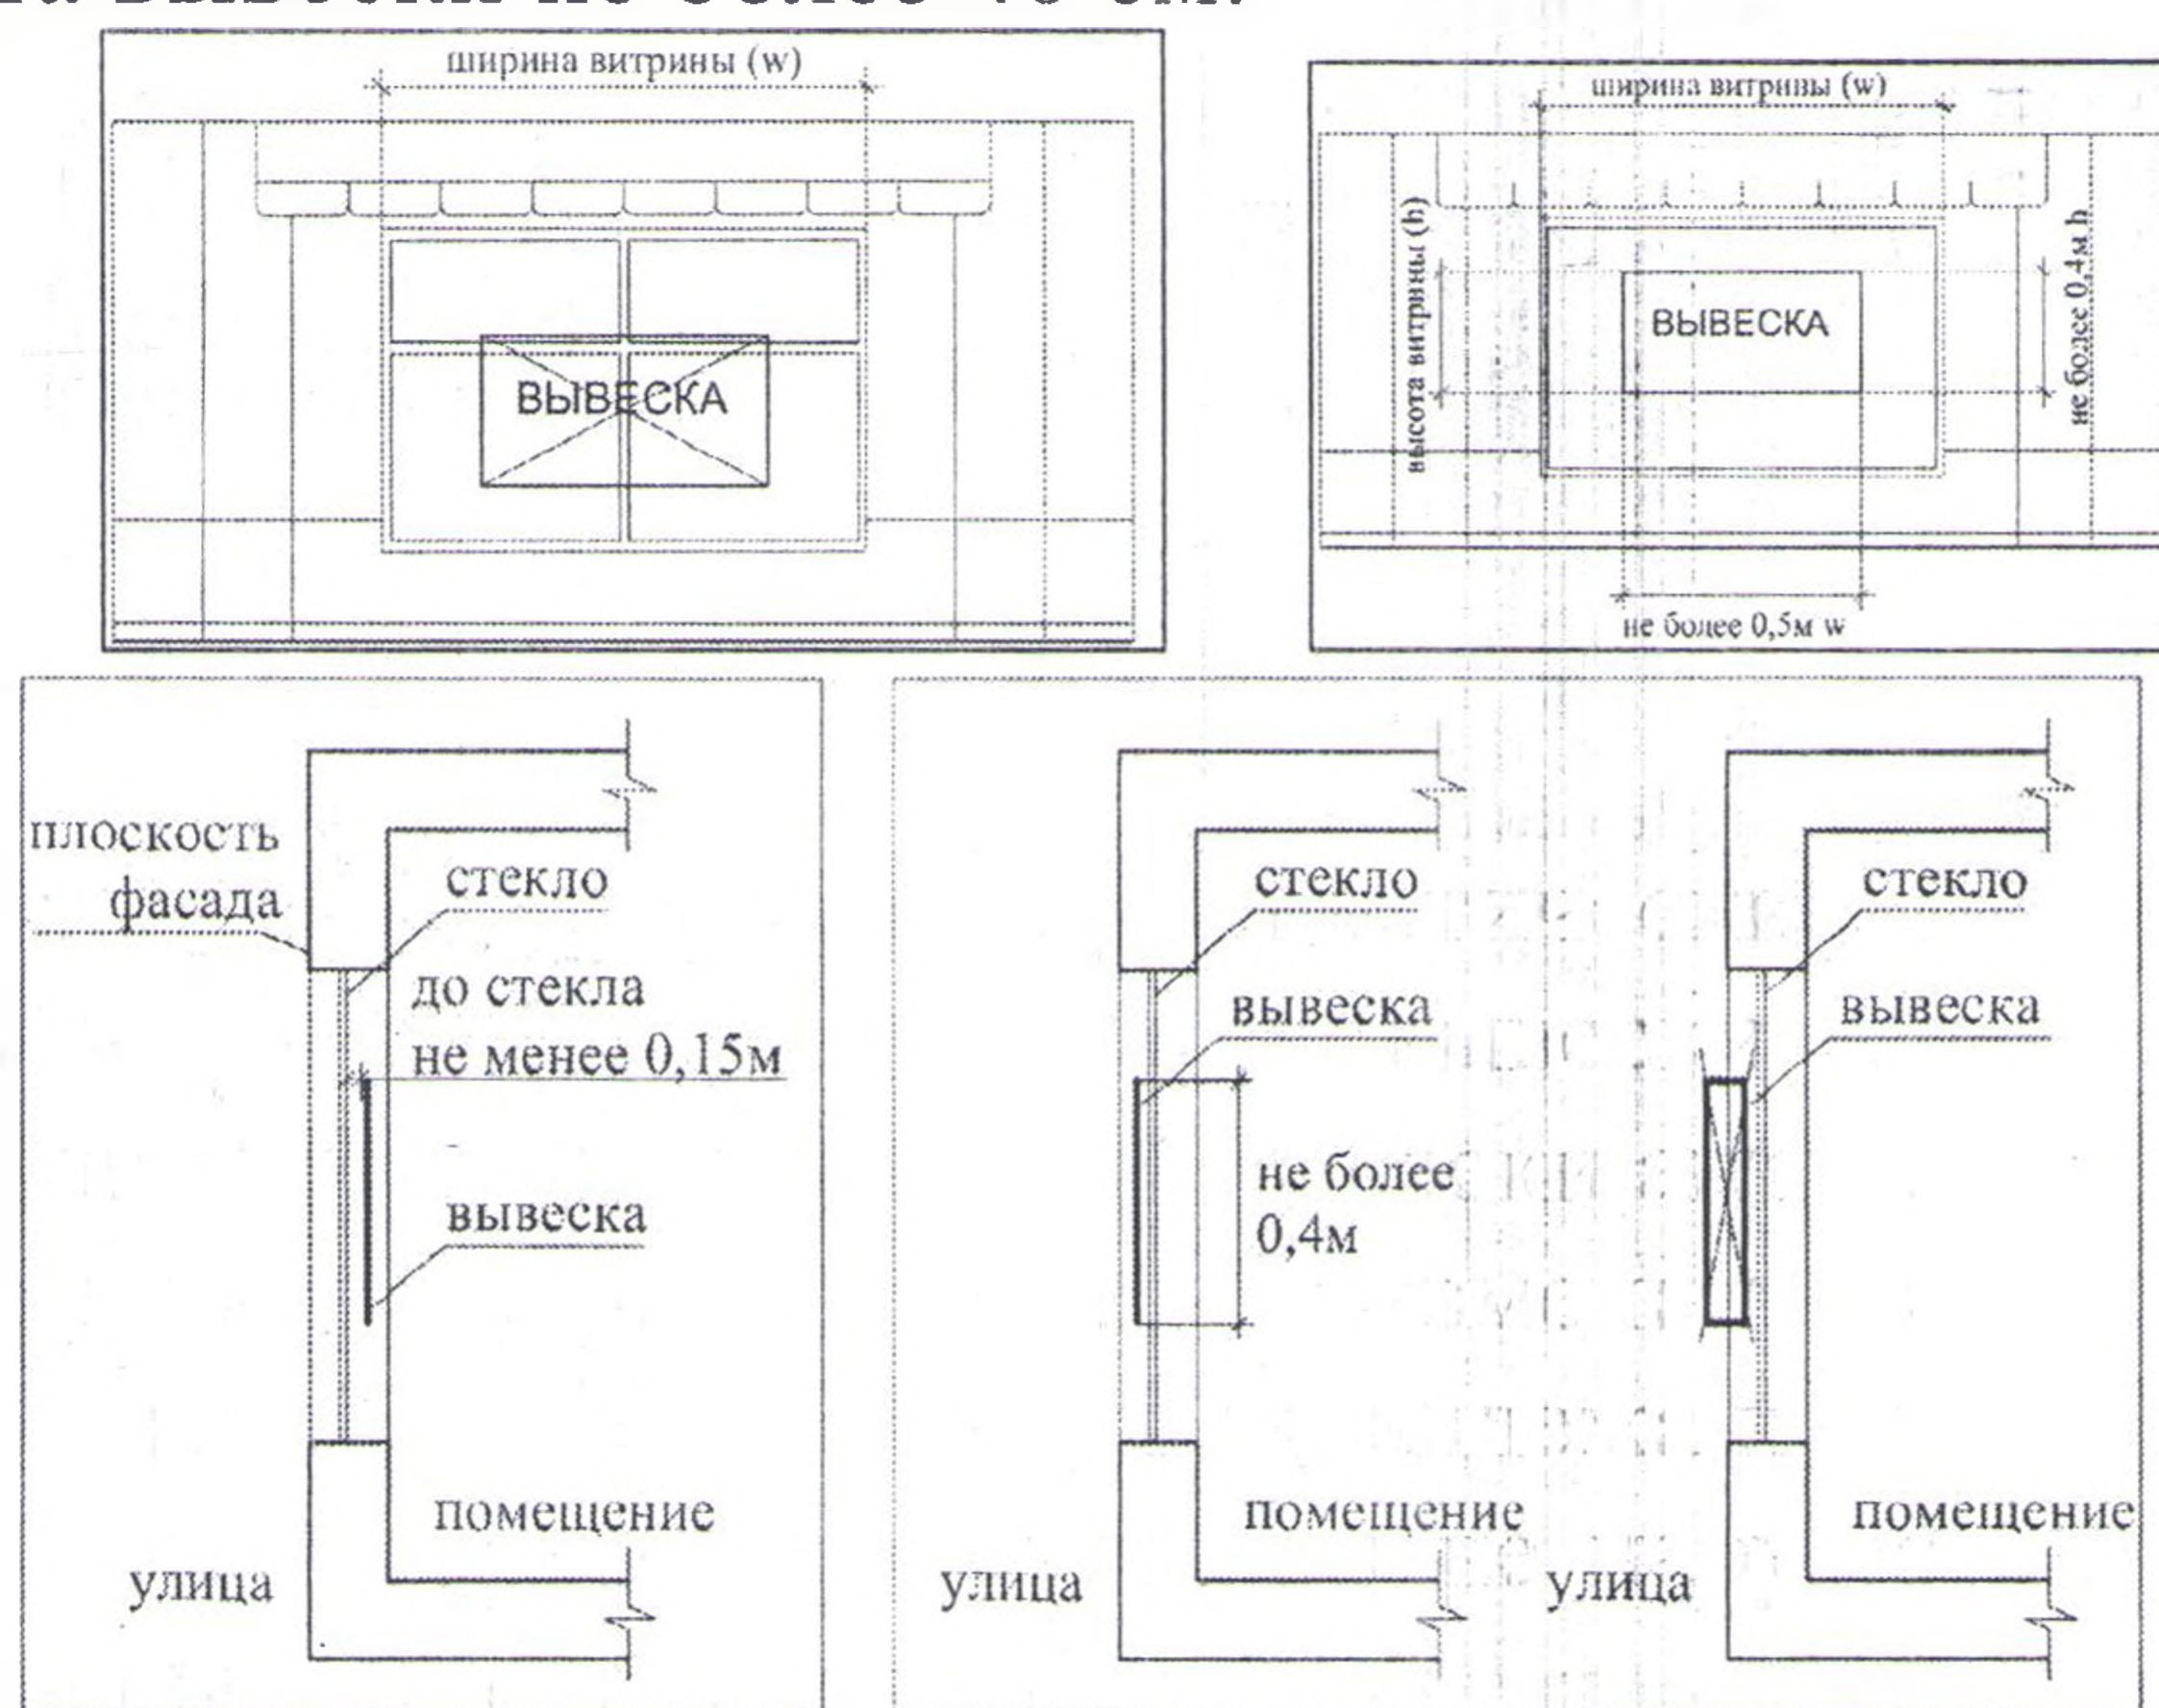 ширина витрины (w)
ВЫВЕСКА
ширина витрины (w)
высота витрины (h)
ВЫВЕСКА
не более 0,4м h
не более 0,5м w
плоскость
фасада
стекло
до стекла
не менее 0,15м
вывеска
помещение
улица
стекло
вывеска
не более
0,4м
помещение
улица
стекло
вывеска
помещение
улица